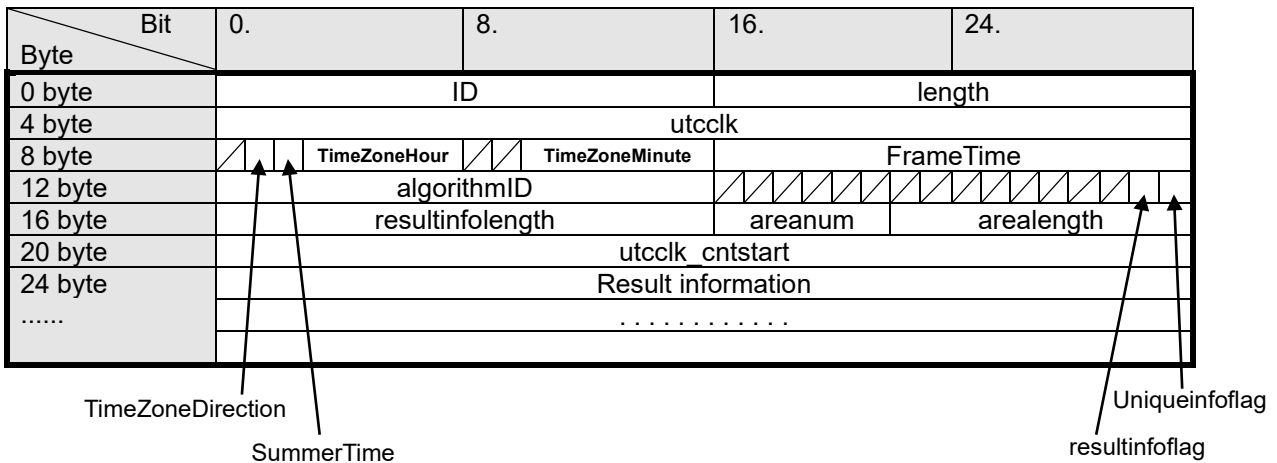 Bit 0. 8. 16. 24.
Byte
0 byte ID length
4 byte utcclk
8 byte TimeZoneHour TimeZoneMinute FrameTime
12 byte algorithmID
16 byte resultinfolength areanum arealength
20 byte utcclk_cntstart
24 byte Result information
...... . . . . . . . . . . . .
TimeZoneDirection Uniqueinfoflag
SummerTime resultinfoflag